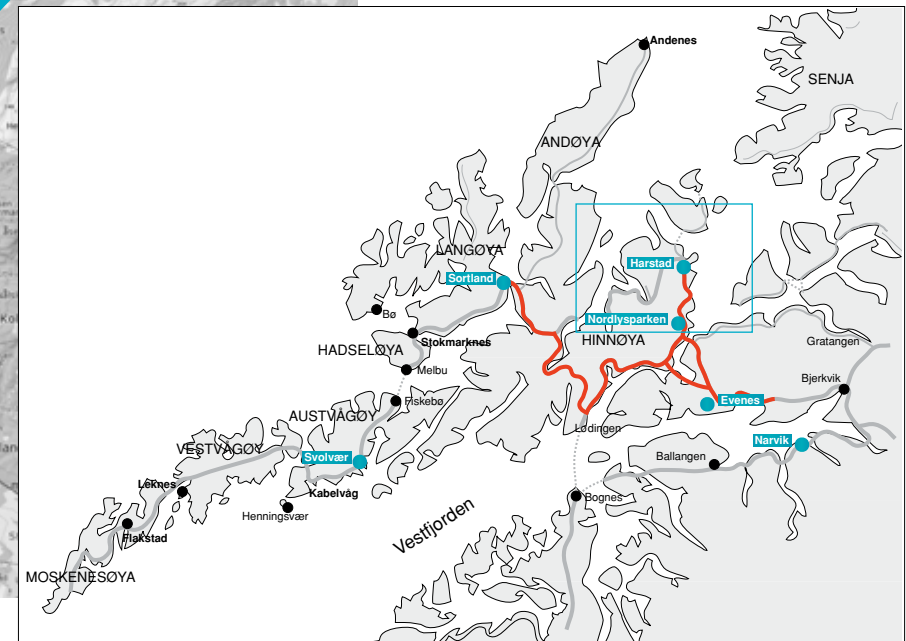 Andenes
SENJA
ANDØYA
LANGØYA
Harstad
Sortland
Bø
Nordlysparken
Stokmarknes
HINNØYA
Gratangen
HADSELØYA
Melbu
Bjerkvik
Fiskebø
Evenes
AUSTVÅGØY
Lødingen
Narvik
VESTVÅGØY
Svolvær
Ballangen
Leknes
Kabelvåg
Bognes
Henningsvær
Vestfjorden
Flakstad
MOSKENESØYA